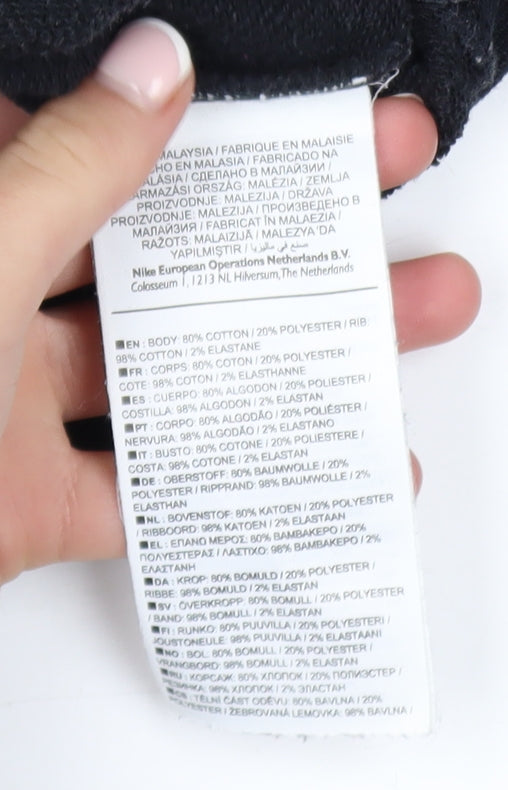 MALAYSIA / FABRIQUE EN MALAISIE
HO EN MALASIA / FABRICADO NA
ALÁSIA / СДЕЛАНО В МАЛАЙЗИИ /
ÁRMAZÁSI ORSZÁG: MALÉZIA / ZEMLJA
PROIZVODNJE: MALEZIJA / DRŽAVA
PROIZVODNJE: MALEZIJA / ПРОИЗВЕДЕНО В
МАЛАЙЗИЯ / FABRICAT ÎN MALAEZIA /
RAŽOTS: MALAIZIJĀ / MALEZYA 'DA
YAPILMIŞTIR / صنع في ماليزيا
Nike European Operations Netherlands B.V.
Colosseum 1, 1213 NL Hilversum, The Netherlands
EN : BODY: 80% COTTON / 20% POLYESTER / RIB:
98% COTTON / 2% ELASTANE
FR : CORPS: 80% COTON / 20% POLYESTER /
COTE: 98% COTON / 2% ELASTHANNE
ES : CUERPO: 80% ALGODON / 20% POLIESTER /
COSTILLA: 98% ALGODON / 2% ELASTAN
PT : CORPO: 80% ALGODÃO / 20% POLIÉSTER /
NERVURA: 98% ALGODÃO / 2% ELASTANO
IT : BUSTO: 80% COTONE / 20% POLIESTERE /
COSTA: 98% COTONE / 2% ELASTAN
DE : OBERSTOFF: 80% BAUMWOLLE / 20%
POLYESTER / RIPPRAND: 98% BAUMWOLLE / 2%
ELASTHAN
NL : BOVENSTOF: 80% KATOEN / 20% POLYESTER
/ RIBBOORD: 98% KATOEN / 2% ELASTAAN
EL : ΕΠΑΝΩ ΜΕΡΟΣ: 80% ΒΑΜΒΑΚΕΡΟ / 20%
ΠΟΛΥΕΣΤΕΡΑΣ / ΛΑΣΤΙΧΟ: 98% ΒΑΜΒΑΚΕΡΟ / 2%
ΕΛΑΣΤΑΝΗ
DA : KROP: 80% BOMULD / 20% POLYESTER /
RIBBE: 98% BOMULD / 2% ELASTAN
SV : ÖVERKROPP: 80% BOMULL / 20% POLYESTER
/ BAND: 98% BOMULL / 2% ELASTAN
FI : RUNKO: 80% PUUVILLA / 20% POLYESTERI /
JOUSTONEULE: 98% PUUVILLA / 2% ELASTAANI
NO : BOL: 80% BOMULL / 20% POLYESTER /
VRANGBORD: 98% BOMULL / 2% ELASTAN
RU : КОРСАЖ: 80% ХЛОПОК / 20% ПОЛИЭСТЕР /
РЕЗИНКА: 98% ХЛОПОК / 2% ЭЛАСТАН
CS : TĚLNÍ ČÁST ODĚVU: 80% BAVLNA / 20%
POLYESTER / ŽEBROVANÁ LEMOVKA: 98% BAVLNA /